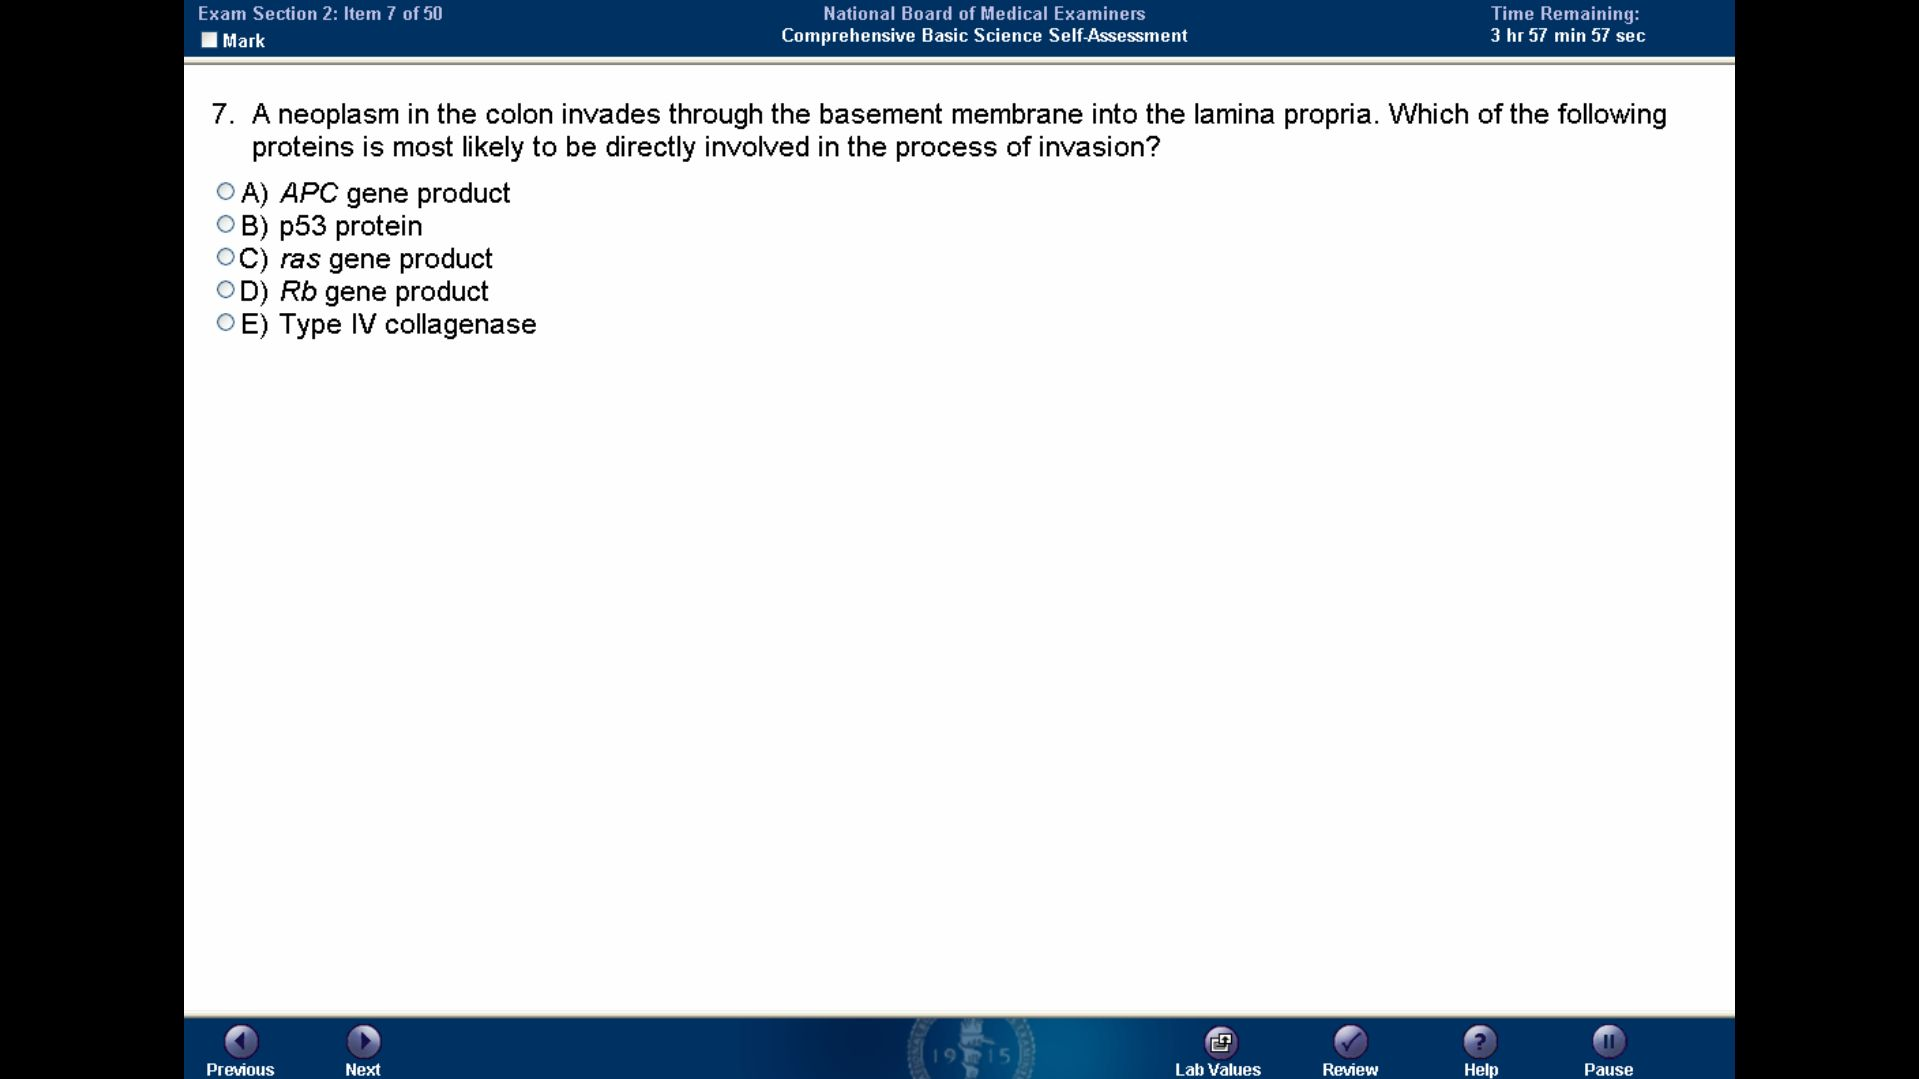 Exam Section 2: Item 7 of 50
National Board of Medical Examiners
Time Remaining:
Mark
Comprehensive Basic Science Self-Assessment
3 hr 57 min 57 sec
7. A neoplasm in the colon invades through the basement membrane into the lamina propria. Which of the following
proteins is most likely to be directly involved in the process of invasion?
A) APC gene product
B) p53 protein
C) ras gene product
D) Rb gene product
E) Type IV collagenase
19 15
Previous
Next
Lab Values
Review
Help
Pause